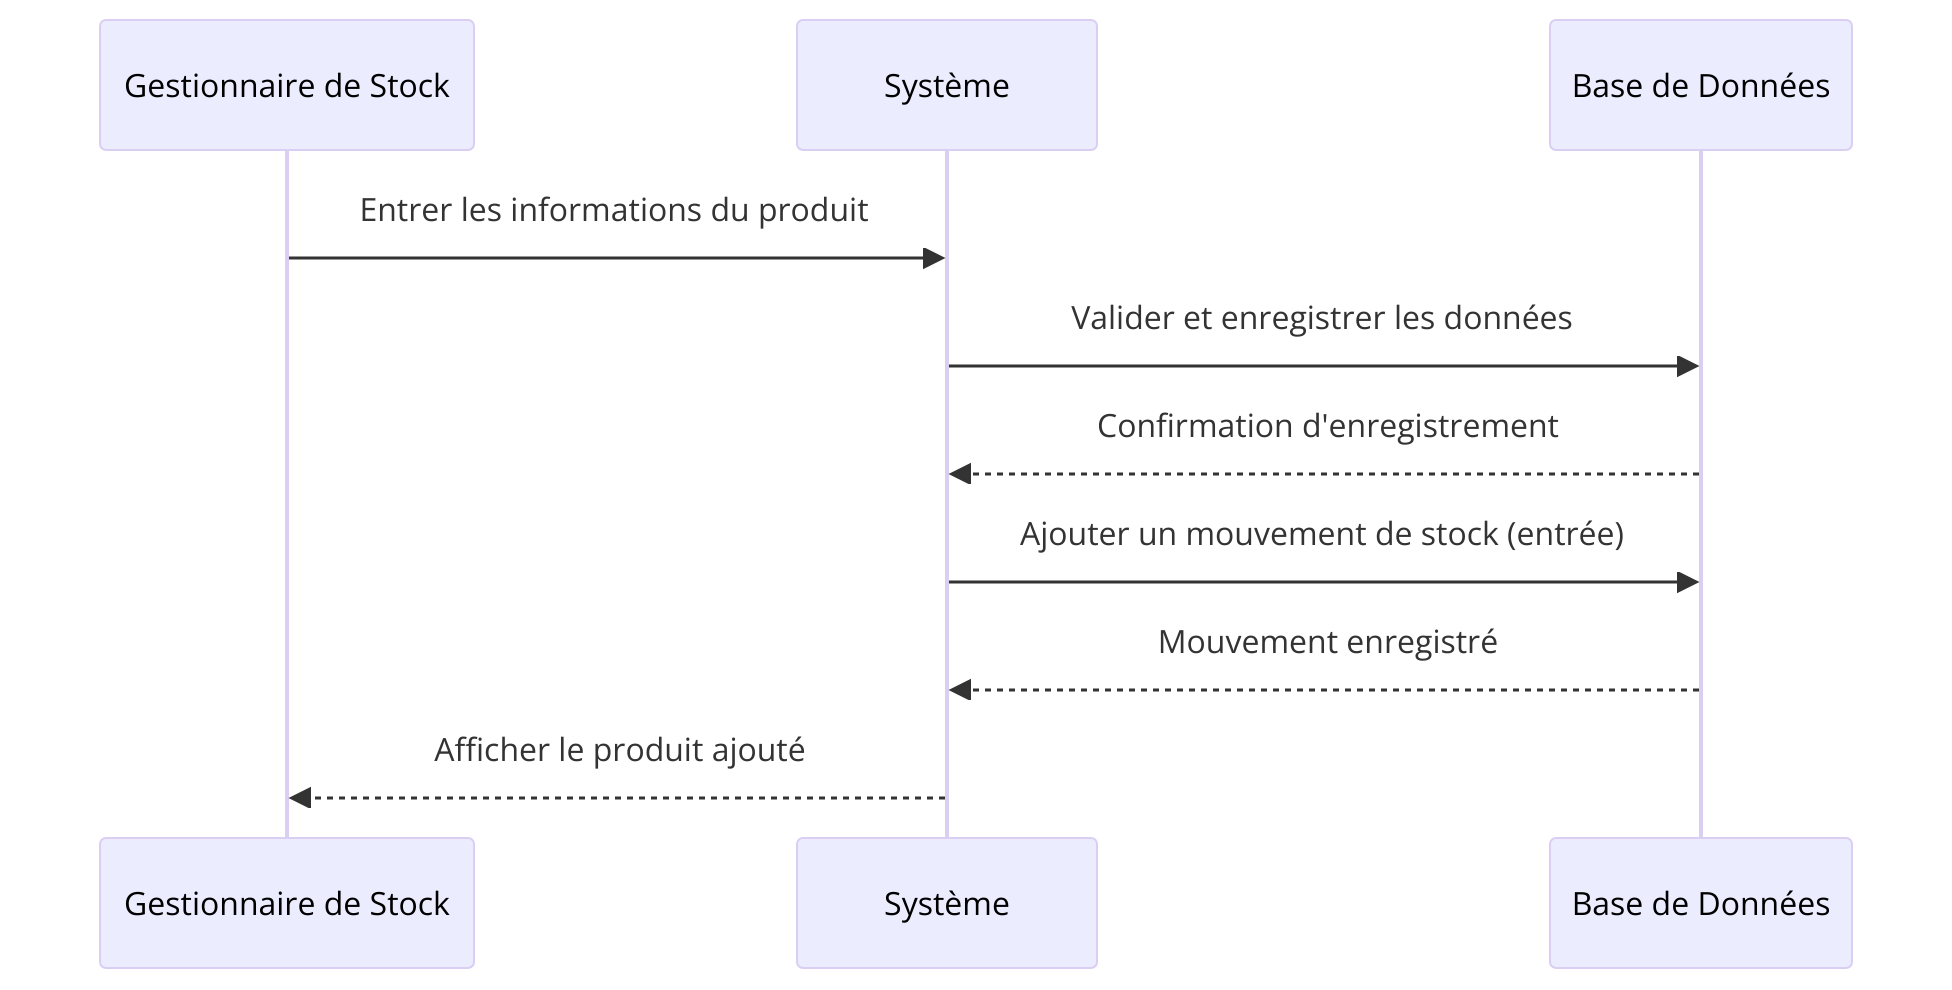 Gestionnaire de Stock
Système
Base de Données
Entrer les informations du produit
Valider et enregistrer les données
Confirmation d'enregistrement
Ajouter un mouvement de stock (entrée)
Mouvement enregistré
Afficher le produit ajouté
Gestionnaire de Stock
Système
Base de Données